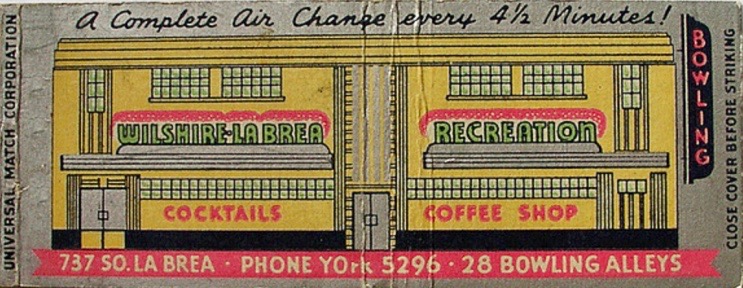 A Complete Air Change every 4½ Minutes!
UNIVERSAL MATCH CORPORATION
BOWLING
CLOSE COVER BEFORE STRIKING
WILSHIRE-LA BREA RECREATION
COCKTAILS COFFEE SHOP
737 SO. LA BREA · PHONE YOrk 5296 · 28 BOWLING ALLEYS